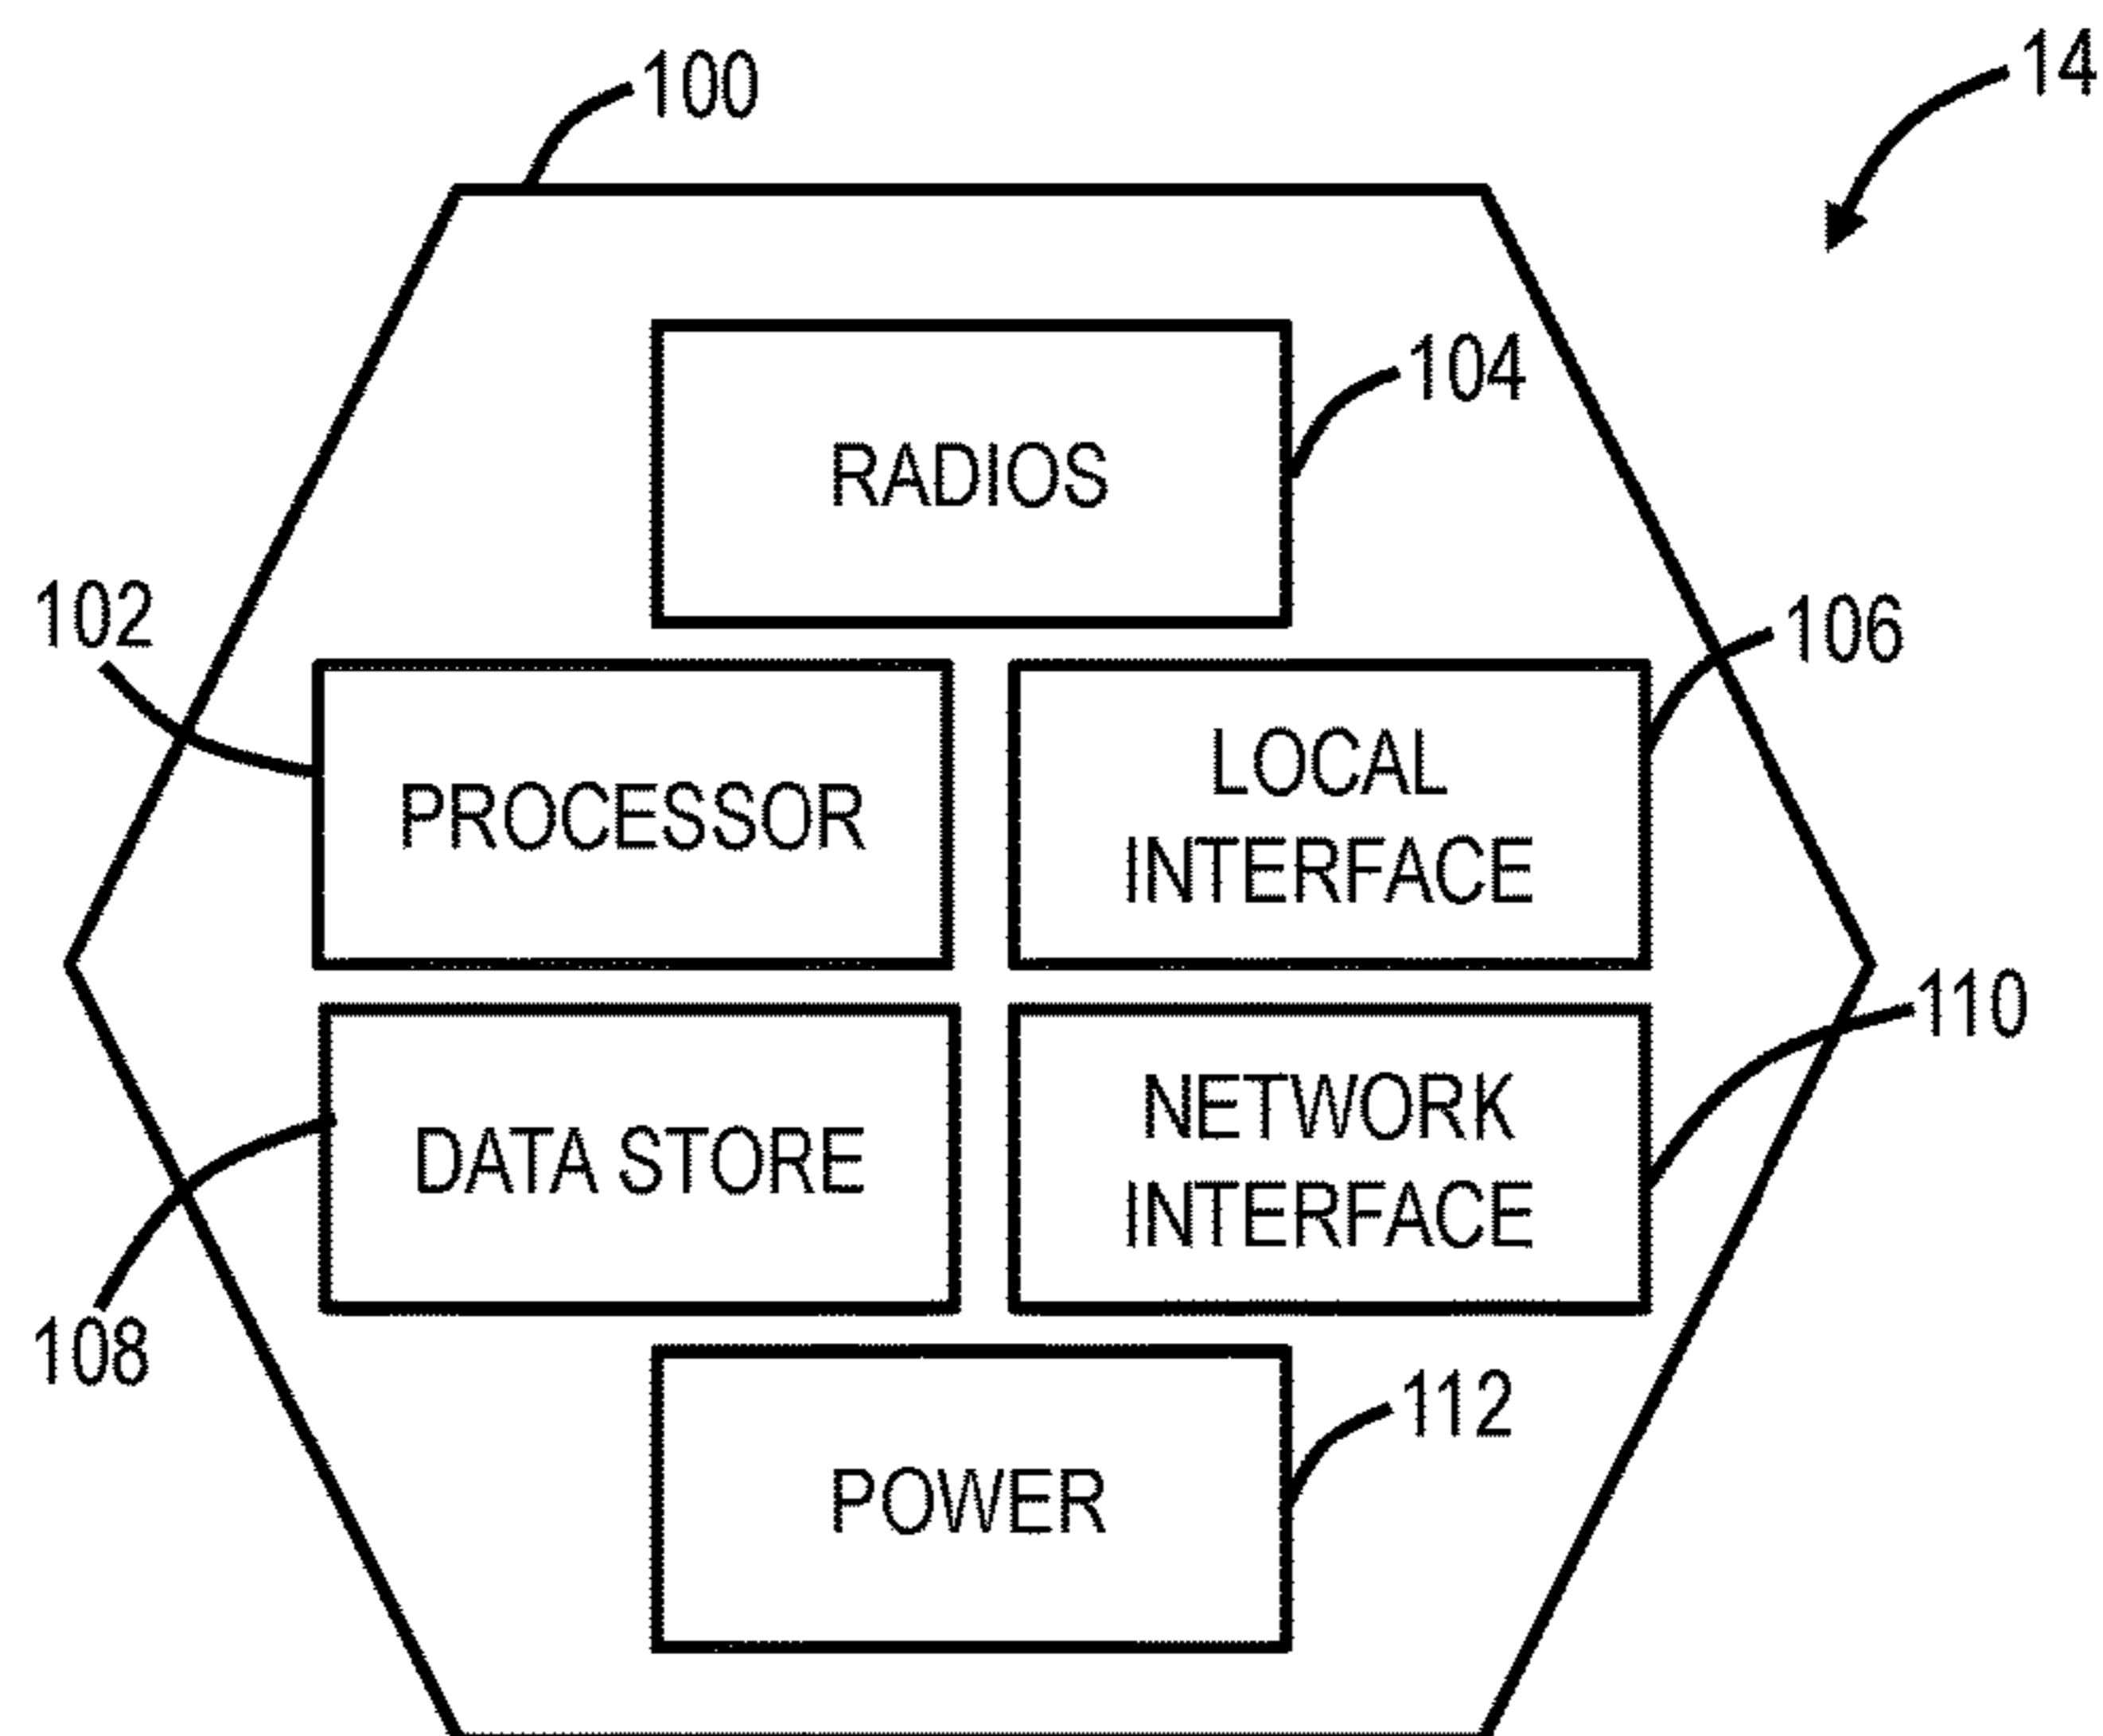 100
14
RADIOS
104
102
106
PROCESSOR
LOCAL
INTERFACE
110
DATA STORE
NETWORK
INTERFACE
108
112
POWER